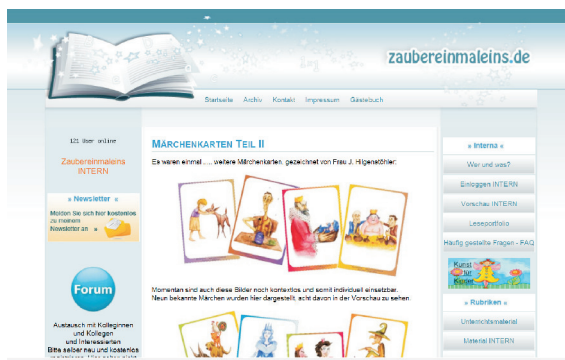 zaubereinmaleins.de
Startseite Archiv Kontakt Impressum Gästebuch
121 User online
Zaubereinmaleins
INTERN
» Newsletter «
Melden Sie sich hier kostenlos
zu meinem
Newsletter an »
Forum
Austausch mit Kolleginnen
und Kollegen
und Interessierten
Bitte selber neu und kostenlos
MÄRCHENKARTEN TEIL II
Es waren einmal ..... weitere Märchenkarten, gezeichnet von Frau J. Hilgenstöhler:
Momentan sind auch diese Bilder noch kontextlos und somit individuell einsetzbar.
Neun bekannte Märchen wurden hier dargestellt, acht davon in der Vorschau zu sehen.
» Interna «
Wer und was?
Einloggen INTERN
Vorschau INTERN
Leseportfolio
Häufig gestellte Fragen - FAQ
Kunst
für
Kinder
» Rubriken «
Unterrichtsmaterial
Material INTERN